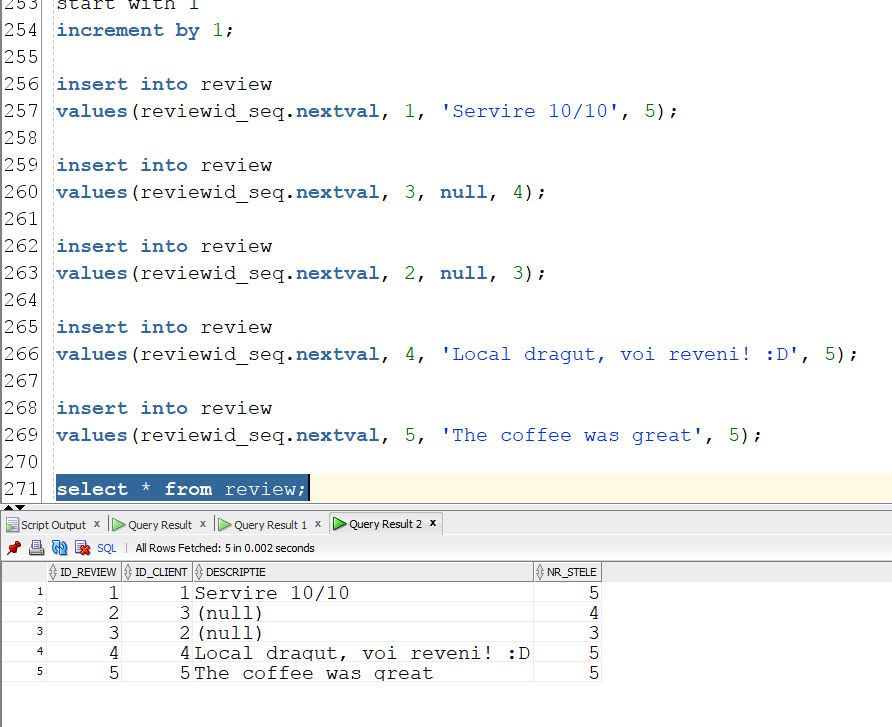 253 start with 1
254 increment by 1;
255
256 insert into review
257 values(reviewid_seq.nextval, 1, 'Servire 10/10', 5);
258
259 insert into review
260 values(reviewid_seq.nextval, 3, null, 4);
261
262 insert into review
263 values(reviewid_seq.nextval, 2, null, 3);
264
265 insert into review
266 values(reviewid_seq.nextval, 4, 'Local dragut, voi reveni! :D', 5);
267
268 insert into review
269 values(reviewid_seq.nextval, 5, 'The coffee was great', 5);
270
271 select * from review;
Script Output x Query Result x Query Result 1 x Query Result 2 x
SQL | All Rows Fetched: 5 in 0.002 seconds
ID_REVIEW ID_CLIENT DESCRIPTIE NR_STELE
1 1 1 Servire 10/10 5
2 2 3 (null) 4
3 3 2 (null) 3
4 4 4 Local dragut, voi reveni! :D 5
5 5 5 The coffee was great 5